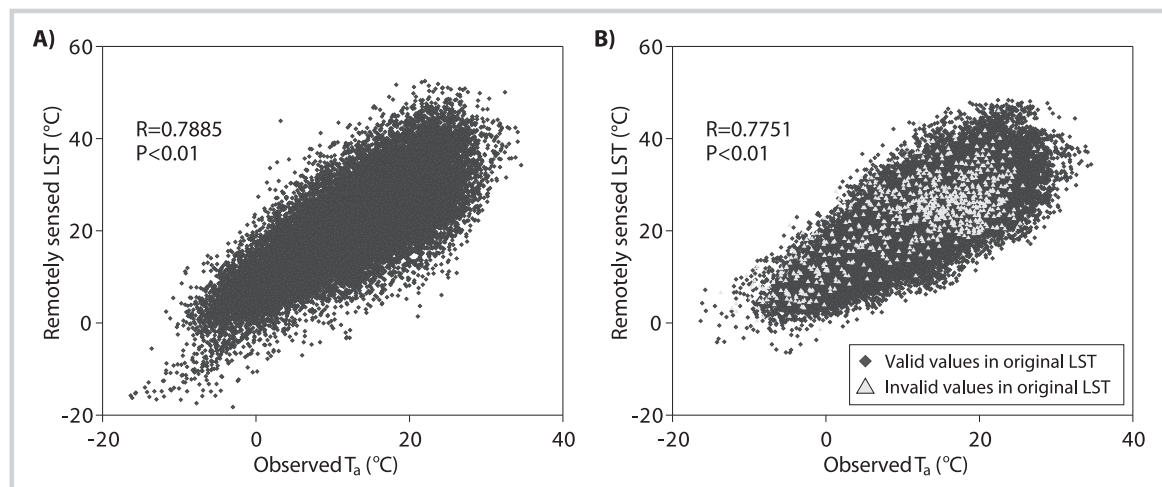 A)
60
40
20
0
-20
-20
0
20
40
R=0.7885
P<0.01
Remotely sensed LST (°C)
Observed Tₐ (°C)
B)
60
40
20
0
-20
-20
0
20
40
R=0.7751
P<0.01
Remotely sensed LST (°C)
Valid values in original LST
Invalid values in original LST
Observed Tₐ (°C)